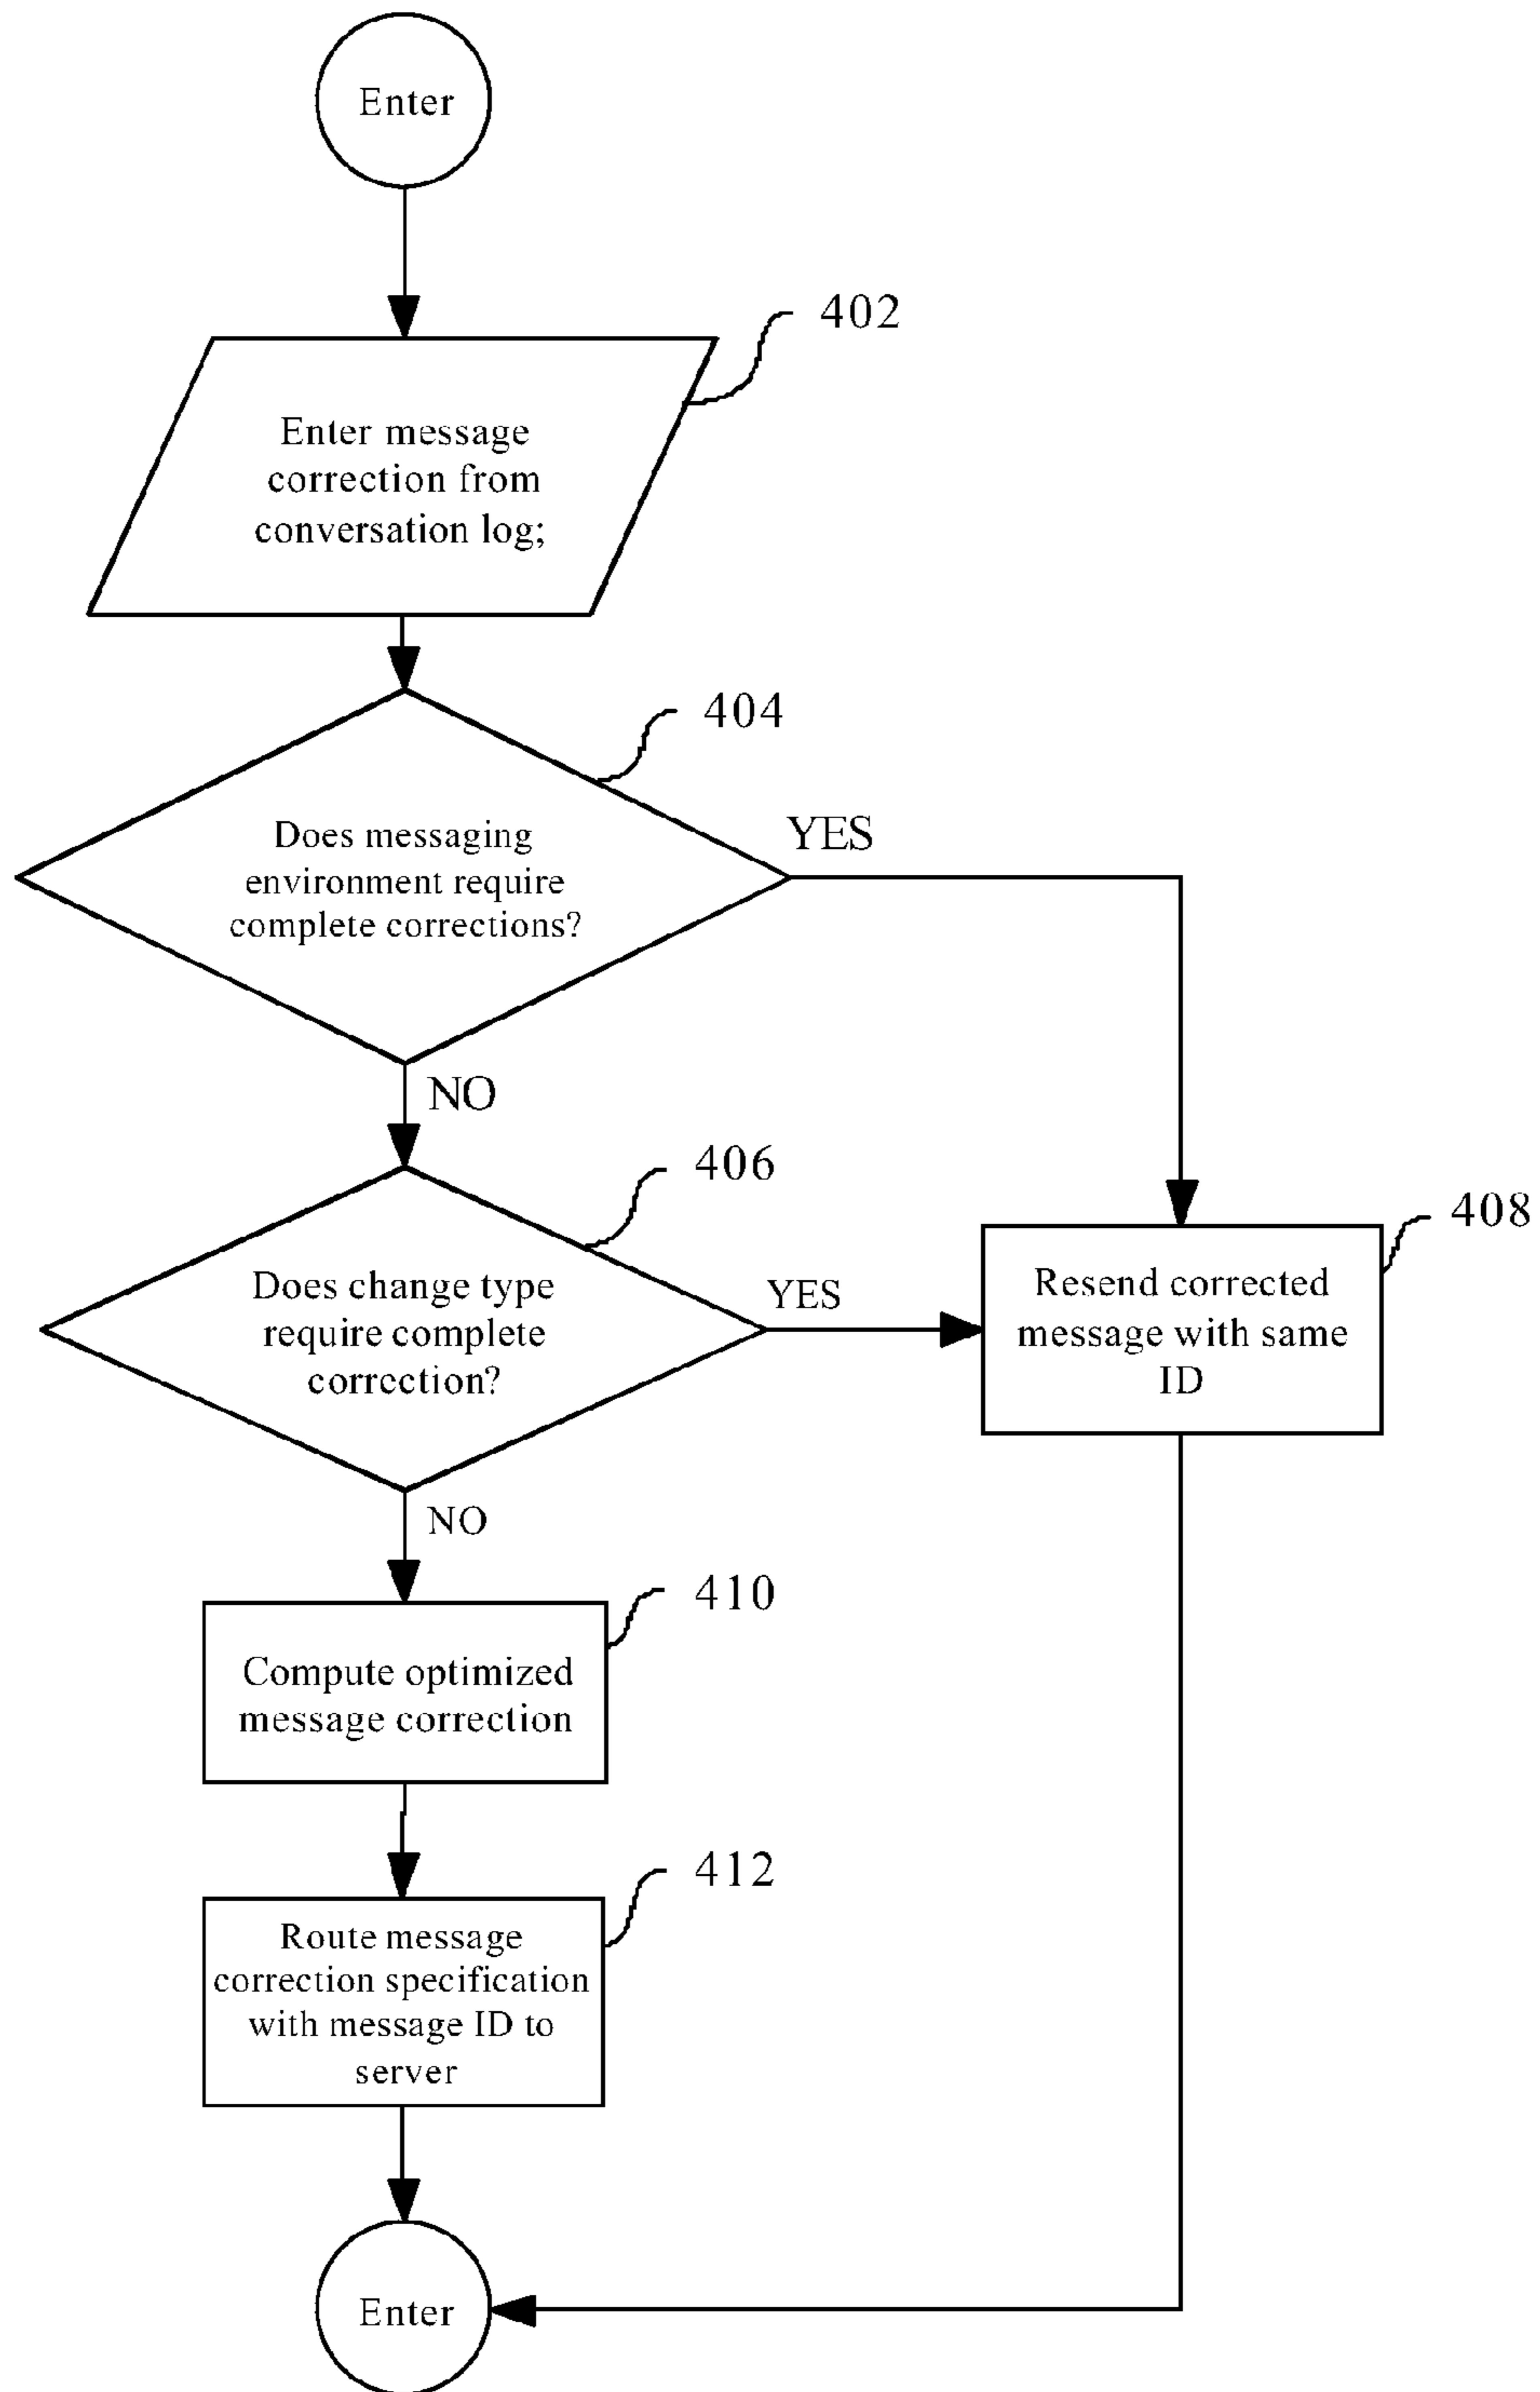 Enter
402
Enter message
correction from
conversation log;
404
Does messaging
environment require
complete corrections?
YES
NO
406
Does change type
require complete
correction?
YES
408
Resend corrected
message with same
ID
NO
410
Compute optimized
message correction
412
Route message
correction specification
with message ID to
server
Enter